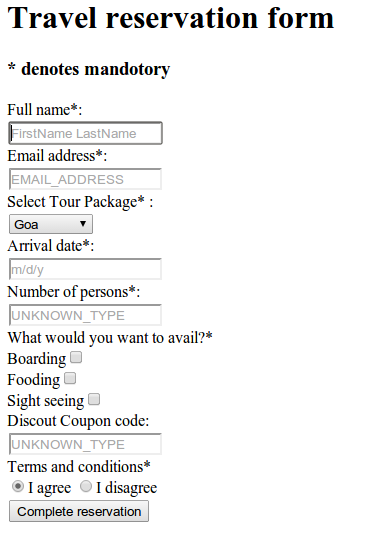 Travel reservation form
* denotes mandotory
Full name*:
FirstName LastName
Email address*:
EMAIL_ADDRESS
Select Tour Package* :
Goa
Arrival date*:
m/d/y
Number of persons*:
UNKNOWN_TYPE
What would you want to avail?*
Boarding
Fooding
Sight seeing
Discout Coupon code:
UNKNOWN_TYPE
Terms and conditions*
I agree I disagree
Complete reservation